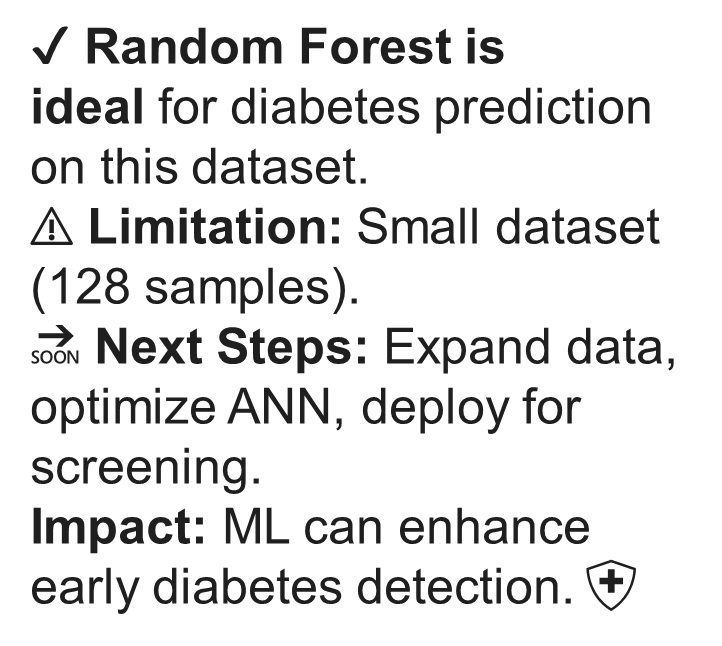 ✓ Random Forest is
ideal for diabetes prediction
on this dataset.
⚠ Limitation: Small dataset
(128 samples).
🔜 Next Steps: Expand data,
optimize ANN, deploy for
screening.
Impact: ML can enhance
early diabetes detection.